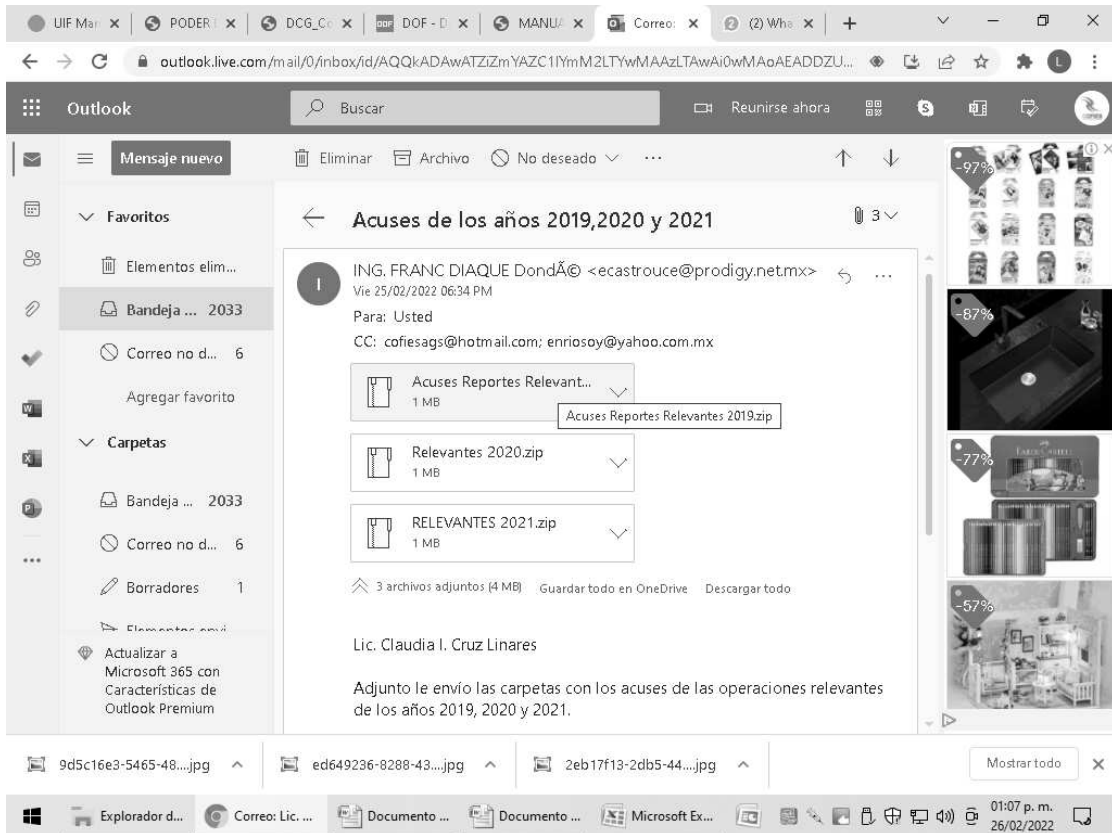 UIF Mar
PODER
DCG_Co
DOF - D
MANUA
Correo:
(2) Wha
outlook.live.com/mail/0/inbox/id/AQQkADAwATZiZmYAZC1iYmM2LTYwMAAzLTAwAi0wMAoAEADDZU...
L
Outlook
Buscar
Reunirse ahora
Mensaje nuevo
Eliminar Archivo No deseado ...
-97%
Favoritos
Acuses de los años 2019,2020 y 2021
3
Elementos elim...
I
ING. FRANC DIAQUE DondÃ© <ecastrouce@prodigy.net.mx>
Vie 25/02/2022 06:34 PM
Bandeja ... 2033
Para: Usted
-87%
CC: cofiesags@hotmail.com; enriosoy@yahoo.com.mx
Correo no d... 6
Acuses Reportes Relevant...
1 MB
Agregar favorito
Acuses Reportes Relevantes 2019.zip
Carpetas
Relevantes 2020.zip
1 MB
-77%
FABER-CASTELL
Bandeja ... 2033
RELEVANTES 2021.zip
1 MB
Correo no d... 6
Borradores 1
3 archivos adjuntos (4 MB) Guardar todo en OneDrive Descargar todo
-57%
Elementos envi
Lic. Claudia I. Cruz Linares
Actualizar a
Microsoft 365 con
Características de
Outlook Premium
Adjunto le envío las carpetas con los acuses de las operaciones relevantes
de los años 2019, 2020 y 2021.
9d5c16e3-5465-48....jpg
ed649236-8288-43....jpg
2eb17f13-2db5-44....jpg
Mostrar todo
Explorador d...
Correo: Lic. ...
Documento ...
Documento ...
Microsoft Ex...
01:07 p. m.
26/02/2022